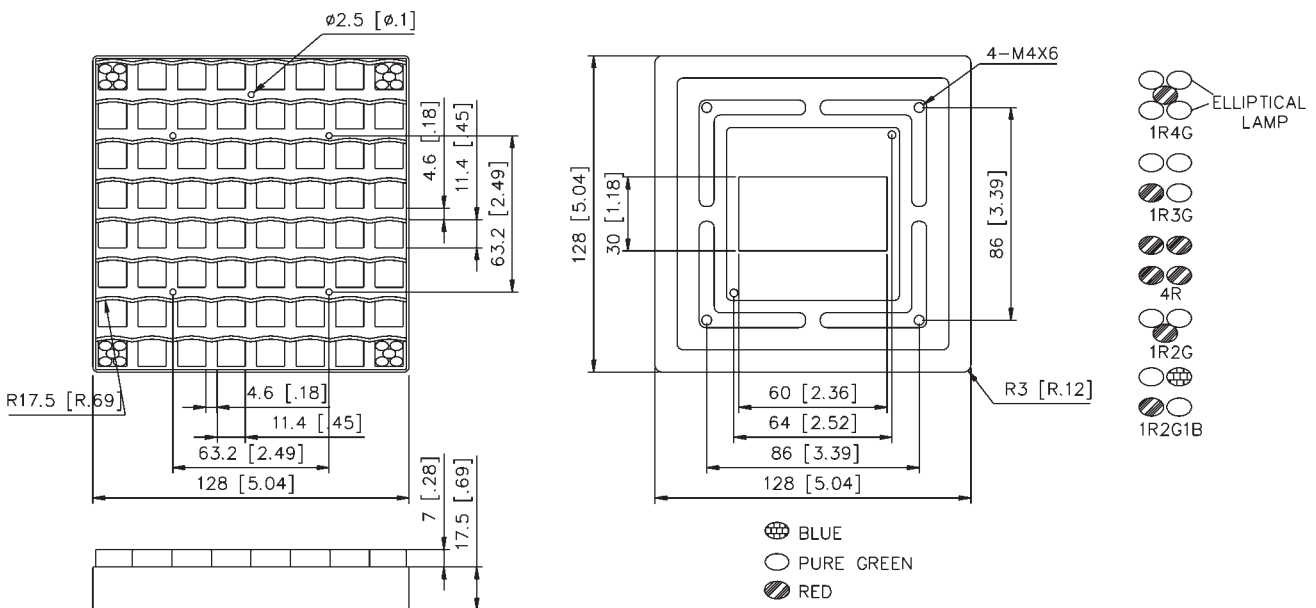 ø2.5 [ø.1]
4.6 [.18]
11.4 [.45]
63.2 [2.49]
R17.5 [R.69]
4.6 [.18]
11.4 [.45]
63.2 [2.49]
128 [5.04]
7 [.28]
17.5 [.69]
4-M4X6
128 [5.04]
30 [1.18]
86 [3.39]
R3 [R.12]
60 [2.36]
64 [2.52]
86 [3.39]
128 [5.04]
BLUE
PURE GREEN
RED
ELLIPTICAL
LAMP
1R4G
1R3G
4R
1R2G
1R2G1B